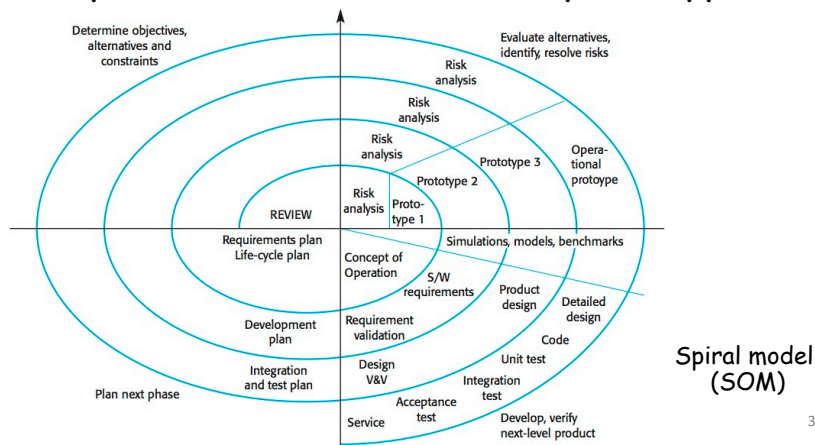 Determine objectives,
alternatives and
constraints
Evaluate alternatives,
identify, resolve risks
Risk
analysis
Risk
analysis
Risk
analysis
Risk
analysis
Proto-
type 1
Prototype 2
Prototype 3
Opera-
tional
protoype
REVIEW
Requirements plan
Life-cycle plan
Simulations, models, benchmarks
Concept of
Operation
S/W
requirements
Product
design
Detailed
design
Development
plan
Requirement
validation
Code
Unit test
Integration
and test plan
Design
V&V
Integration
test
Acceptance
test
Service
Plan next phase
Develop, verify
next-level product
Spiral model
(SOM)
3